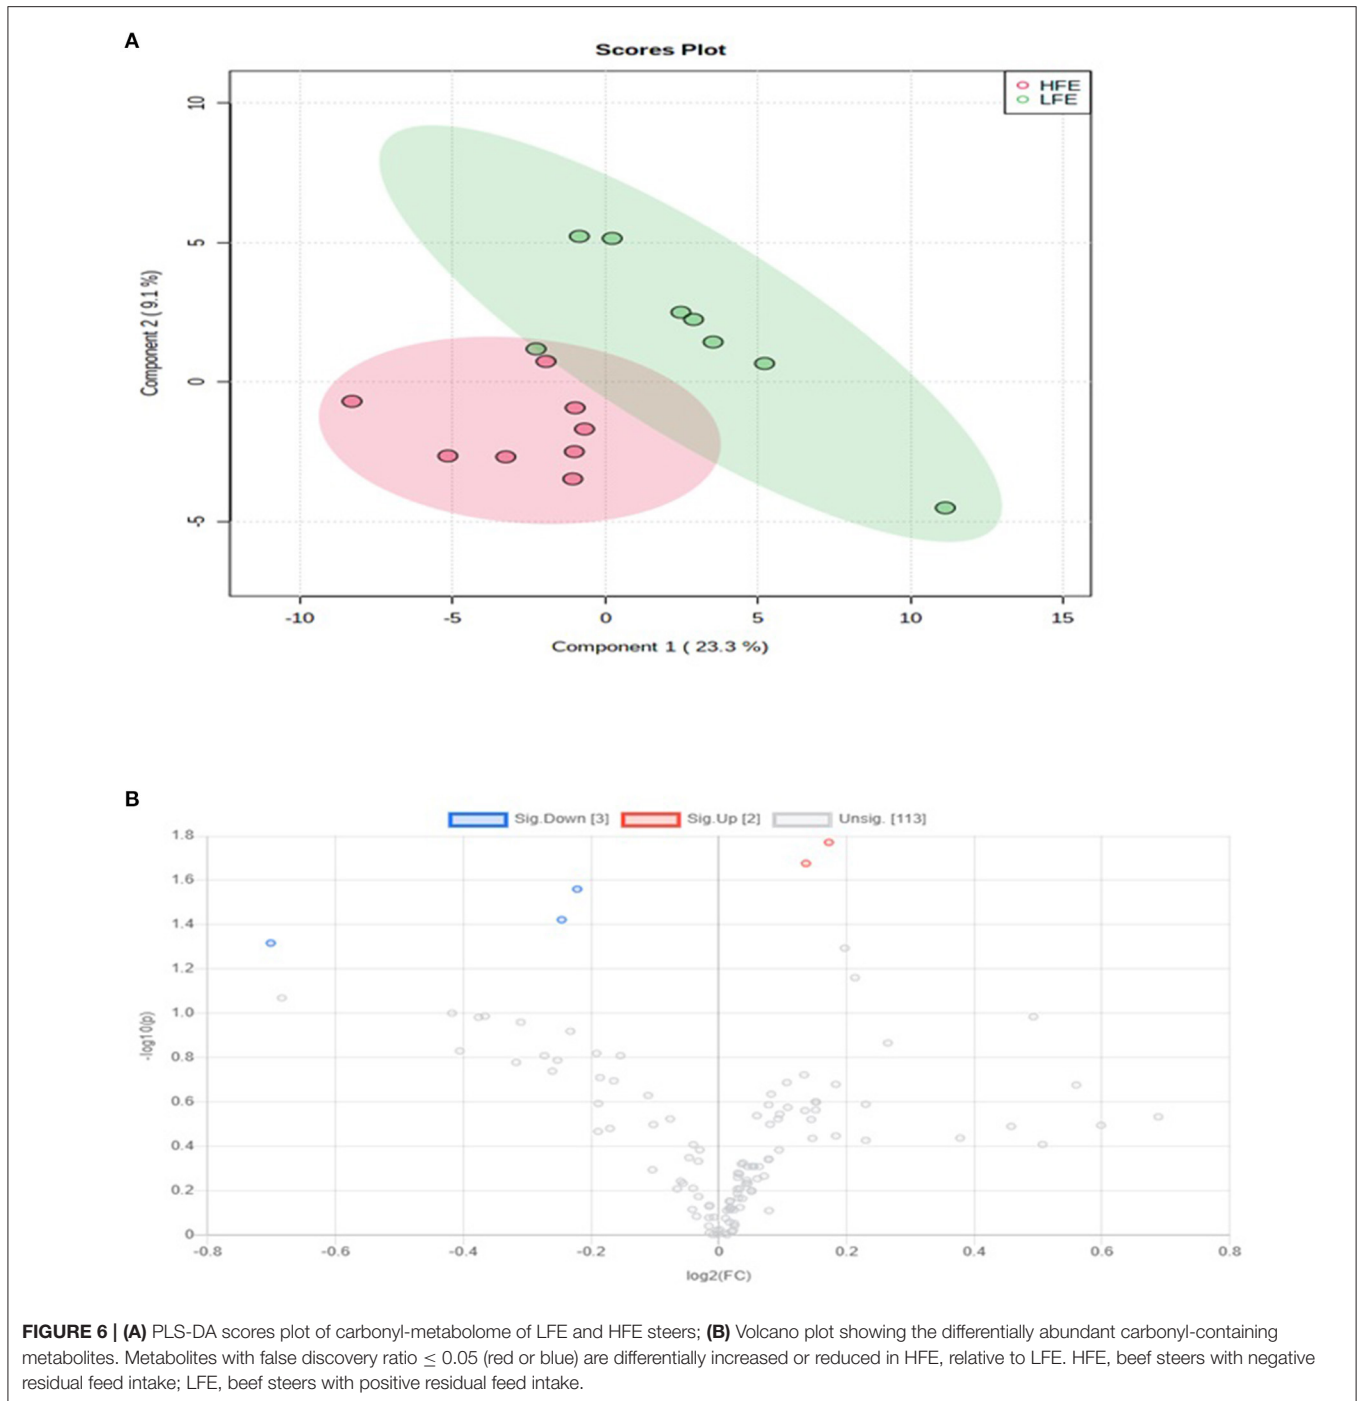 A
Scores Plot
HFE
LFE
10
5
0
-5
Component 2 ( 9.1 %)
-10 -5 0 5 10 15
Component 1 ( 23.3 %)
B
Sig.Down [3] Sig.Up [2] Unsig. [113]
1.8
1.6
1.4
1.2
1.0
0.8
0.6
0.4
0.2
0
-log10(p)
-0.8 -0.6 -0.4 -0.2 0 0.2 0.4 0.6 0.8
log2(FC)
FIGURE 6 | (A) PLS-DA scores plot of carbonyl-metabolome of LFE and HFE steers; (B) Volcano plot showing the differentially abundant carbonyl-containing
metabolites. Metabolites with false discovery ratio ≤ 0.05 (red or blue) are differentially increased or reduced in HFE, relative to LFE. HFE, beef steers with negative
residual feed intake; LFE, beef steers with positive residual feed intake.